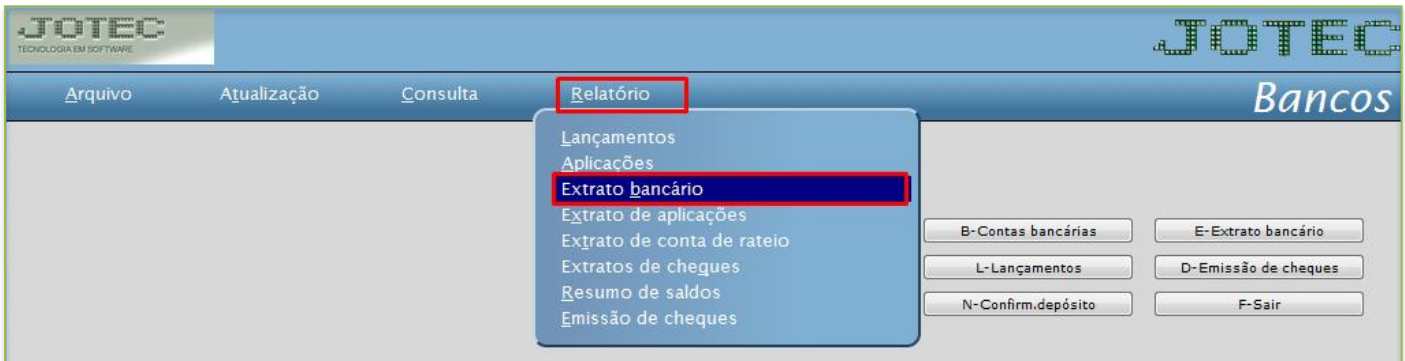 JOTEC
TECNOLOGIA EM SOFTWARE
JOTEC
Arquivo Atualização Consulta Relatório Bancos
Lançamentos
Aplicações
Extrato bancário
Extrato de aplicações
Extrato de conta de rateio
Extratos de cheques
Resumo de saldos
Emissão de cheques
B-Contas bancárias E-Extrato bancário
L-Lançamentos D-Emissão de cheques
N-Confirm.depósito F-Sair